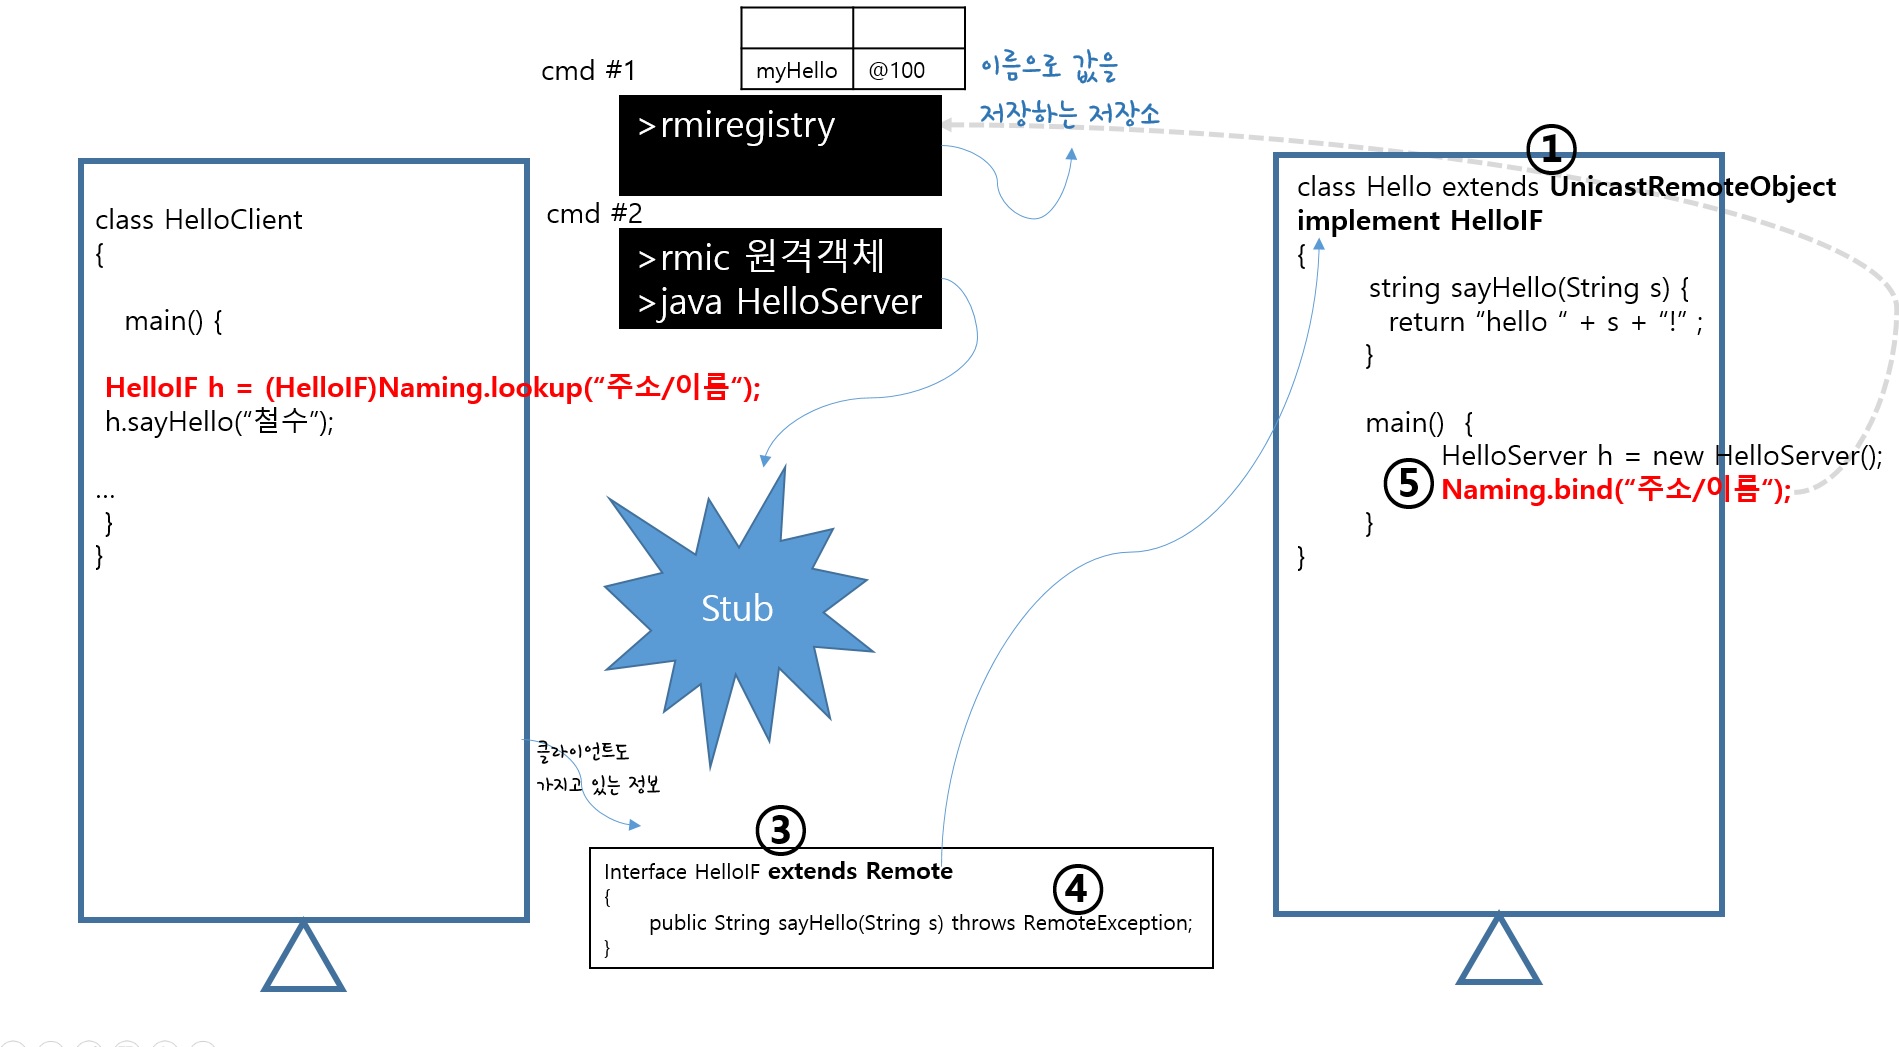 myHello @100
cmd #1
이름으로 값을
저장하는 저장소
>rmiregistry
cmd #2
>rmic 원격객체
>java HelloServer
class HelloClient
{
main() {
HelloIF h = (HelloIF)Naming.lookup(“주소/이름“);
h.sayHello(“철수”);
...
}
}
Stub
클라이언트도
가지고 있는 정보
③
Interface HelloIF extends Remote
④
{
public String sayHello(String s) throws RemoteException;
}
①
class Hello extends UnicastRemoteObject
implement HelloIF
{
string sayHello(String s) {
return “hello “ + s + “!” ;
}
main() {
HelloServer h = new HelloServer();
⑤ Naming.bind(“주소/이름“);
}
}